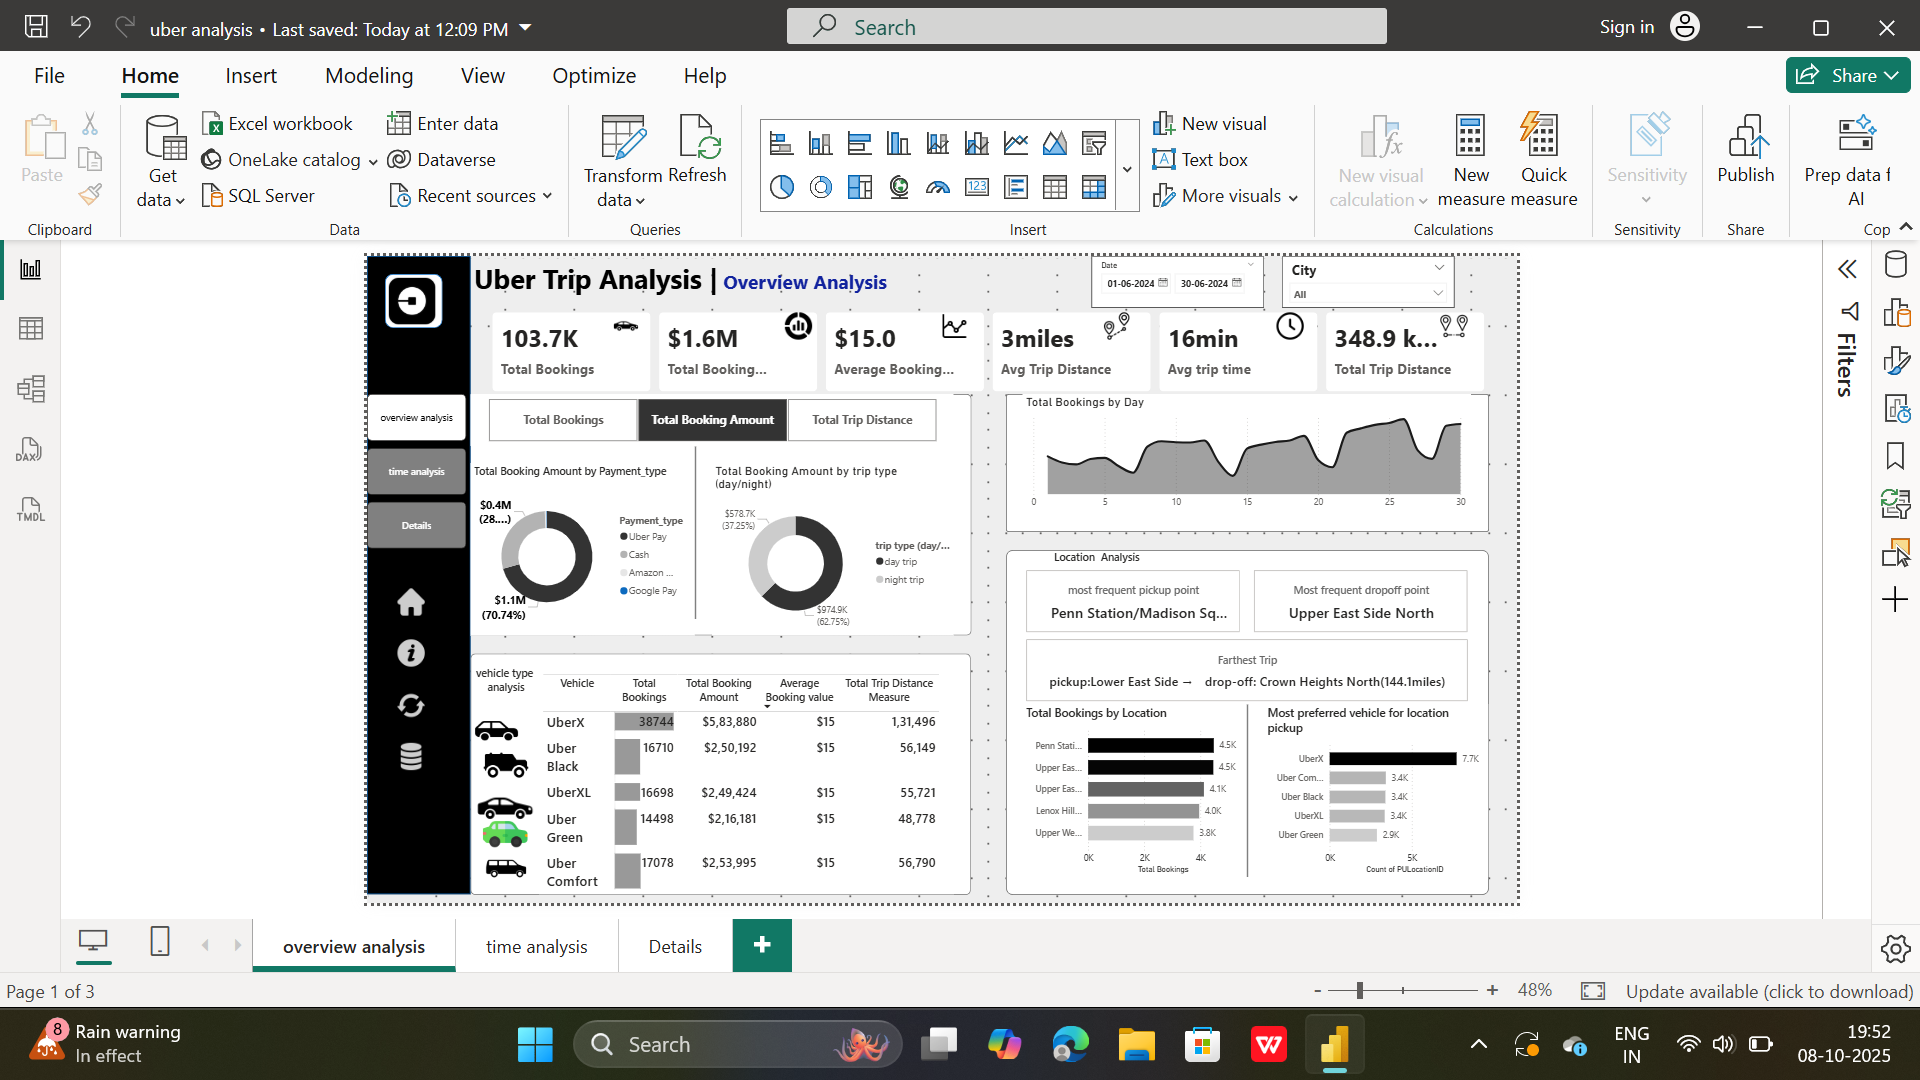 uber analysis • Last saved: Today at 12:09 PM
Search
Sign in
File
Home
Insert
Modeling
View
Optimize
Help
Share
Paste
Clipboard
Get data
Excel workbook
OneLake catalog
SQL Server
Enter data
Dataverse
Recent sources
Data
Transform data
Refresh
Queries
123
New visual
Text box
More visuals
Insert
New visual calculation
New measure
Quick measure
Calculations
Sensitivity
Sensitivity
Publish
Share
Prep data f
AI
Cop
DAX
TMDL
Filters
Uber Trip Analysis | Overview Analysis
Date
01-06-2024
30-06-2024
City
All
103.7K
Total Bookings
$1.6M
Total Booking...
$15.0
Average Booking...
3miles
Avg Trip Distance
16min
Avg trip time
348.9 k...
Total Trip Distance
overview analysis
time analysis
Details
Total Bookings
Total Booking Amount
Total Trip Distance
Total Booking Amount by Payment_type
$0.4M
(28....)
$1.1M
(70.74%)
Payment_type
Uber Pay
Cash
Amazon ...
Google Pay
Total Booking Amount by trip type
(day/night)
$578.7K
(37.25%)
$974.9K
(62.75%)
trip type (day/...
day trip
night trip
Total Bookings by Day
0 5 10 15 20 25 30
Location Analysis
most frequent pickup point
Penn Station/Madison Sq...
Most frequent dropoff point
Upper East Side North
Farthest Trip
pickup:Lower East Side → drop-off: Crown Heights North(144.1miles)
vehicle type
analysis
Vehicle
Total Bookings
Total Booking Amount
Average Booking value
Total Trip Distance Measure
UberX 38744 $5,83,880 $15 1,31,496
Uber Black 16710 $2,50,192 $15 56,149
UberXL 16698 $2,49,424 $15 55,721
Uber Green 14498 $2,16,181 $15 48,778
Uber Comfort 17078 $2,53,995 $15 56,790
Total Bookings by Location
Penn Stati... 4.5K
Upper Eas... 4.5K
Upper Eas... 4.1K
Lenox Hill... 4.0K
Upper We... 3.8K
0K 2K 4K
Total Bookings
Most preferred vehicle for location
pickup
UberX 7.7K
Uber Com... 3.4K
Uber Black 3.4K
UberXL 3.4K
Uber Green 2.9K
0K 5K
Count of PULocationID
overview analysis
time analysis
Details
Page 1 of 3
- + 48%
Update available (click to download)
8
Rain warning
In effect
Search
ENG
IN
19:52
08-10-2025